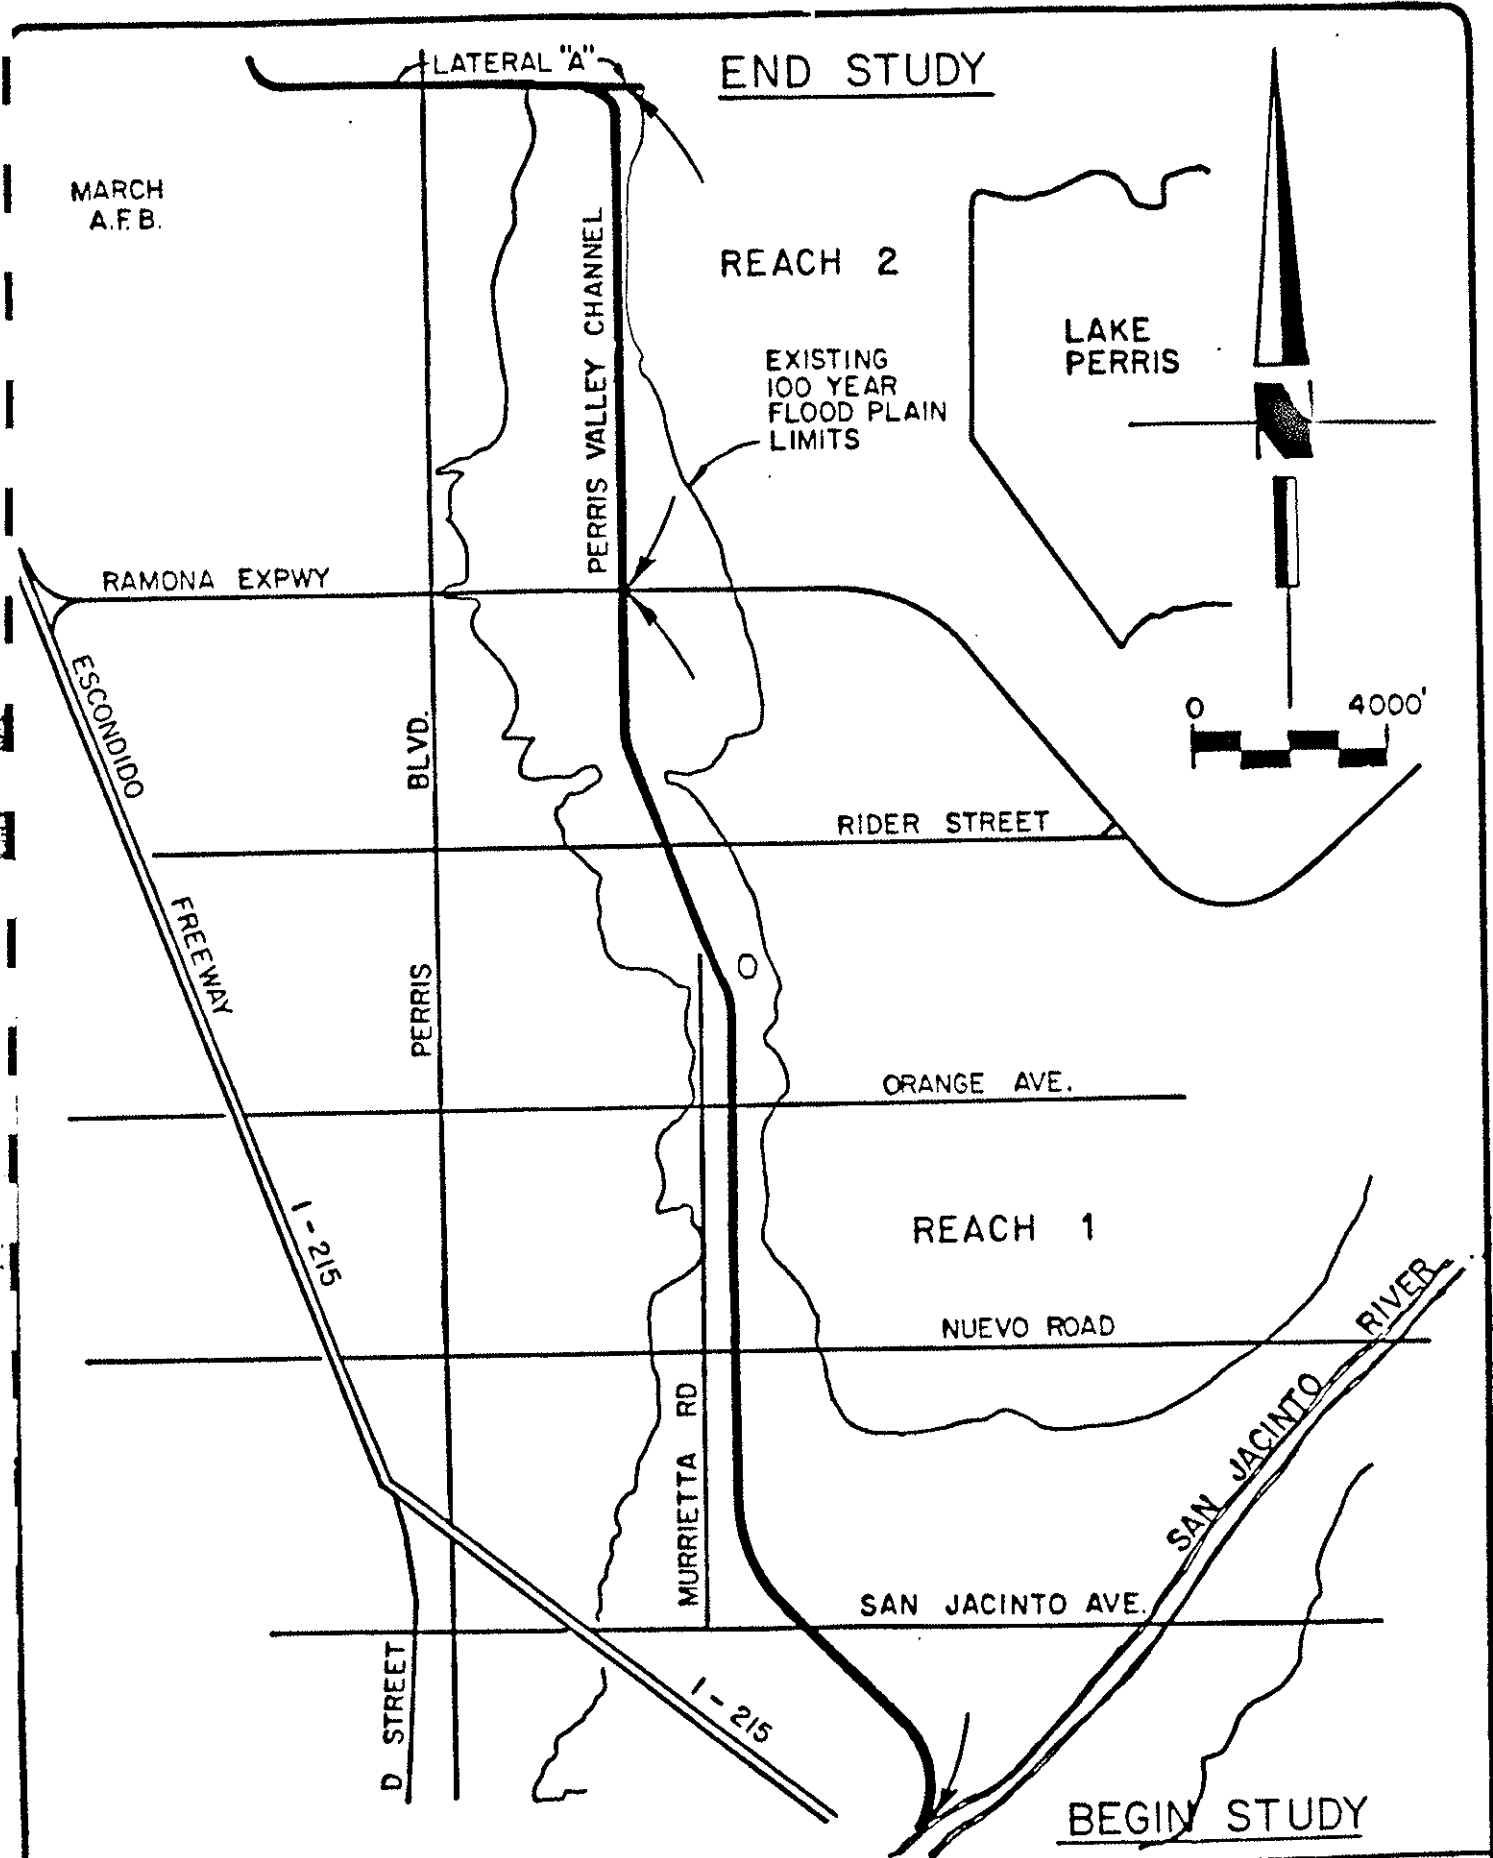 LATERAL "A"
END STUDY
MARCH
A.F.B.
PERRIS VALLEY CHANNEL
REACH 2
LAKE
PERRIS
EXISTING
100 YEAR
FLOOD PLAIN
LIMITS
RAMONA EXPWY
ESCONDIDO
FREEWAY
PERRIS BLVD.
0 4000'
RIDER STREET
ORANGE AVE.
I-215
REACH 1
NUEVO ROAD
SAN JACINTO RIVER
MURRIETTA RD
SAN JACINTO AVE.
D STREET
I-215
BEGIN STUDY